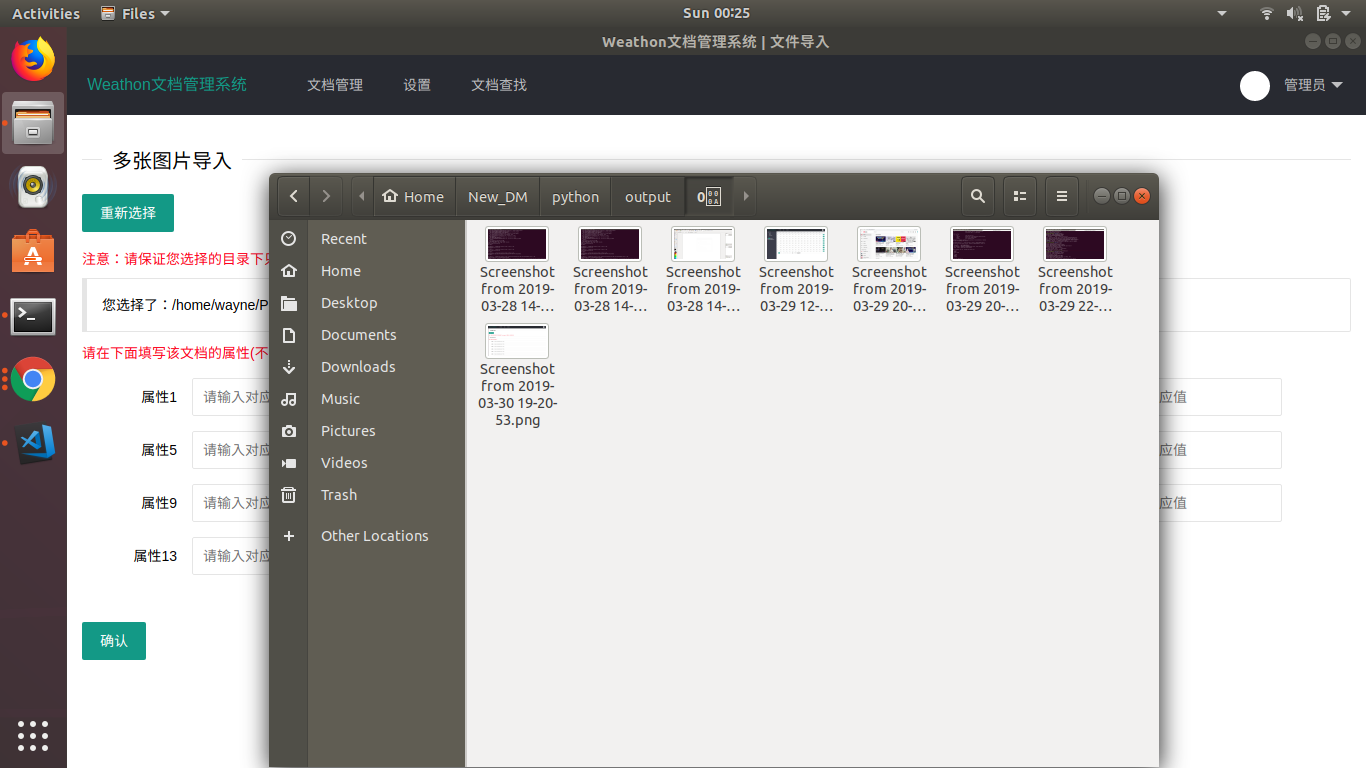 Activities Files Sun 00:25
Weathon文档管理系统 | 文件导入
Weathon文档管理系统 文档管理 设置 文档查找 管理员
多张图片导入
重新选择
注意：请保证您选择的目录下
您选择了：/home/wayne/P
请在下面填写该文档的属性(不
属性1 请输入对应 应值
属性5 请输入对应 应值
属性9 请输入对应 应值
属性13 请输入对应
确认
Home New_DM python output 0
Recent
Home
Desktop
Documents
Downloads
Music
Pictures
Videos
Trash
Other Locations
Screenshot from 2019-03-28 14-…
Screenshot from 2019-03-28 14-…
Screenshot from 2019-03-28 14-…
Screenshot from 2019-03-29 12-…
Screenshot from 2019-03-29 20-…
Screenshot from 2019-03-29 20-…
Screenshot from 2019-03-29 22-…
Screenshot from 2019-03-30 19-20-53.png